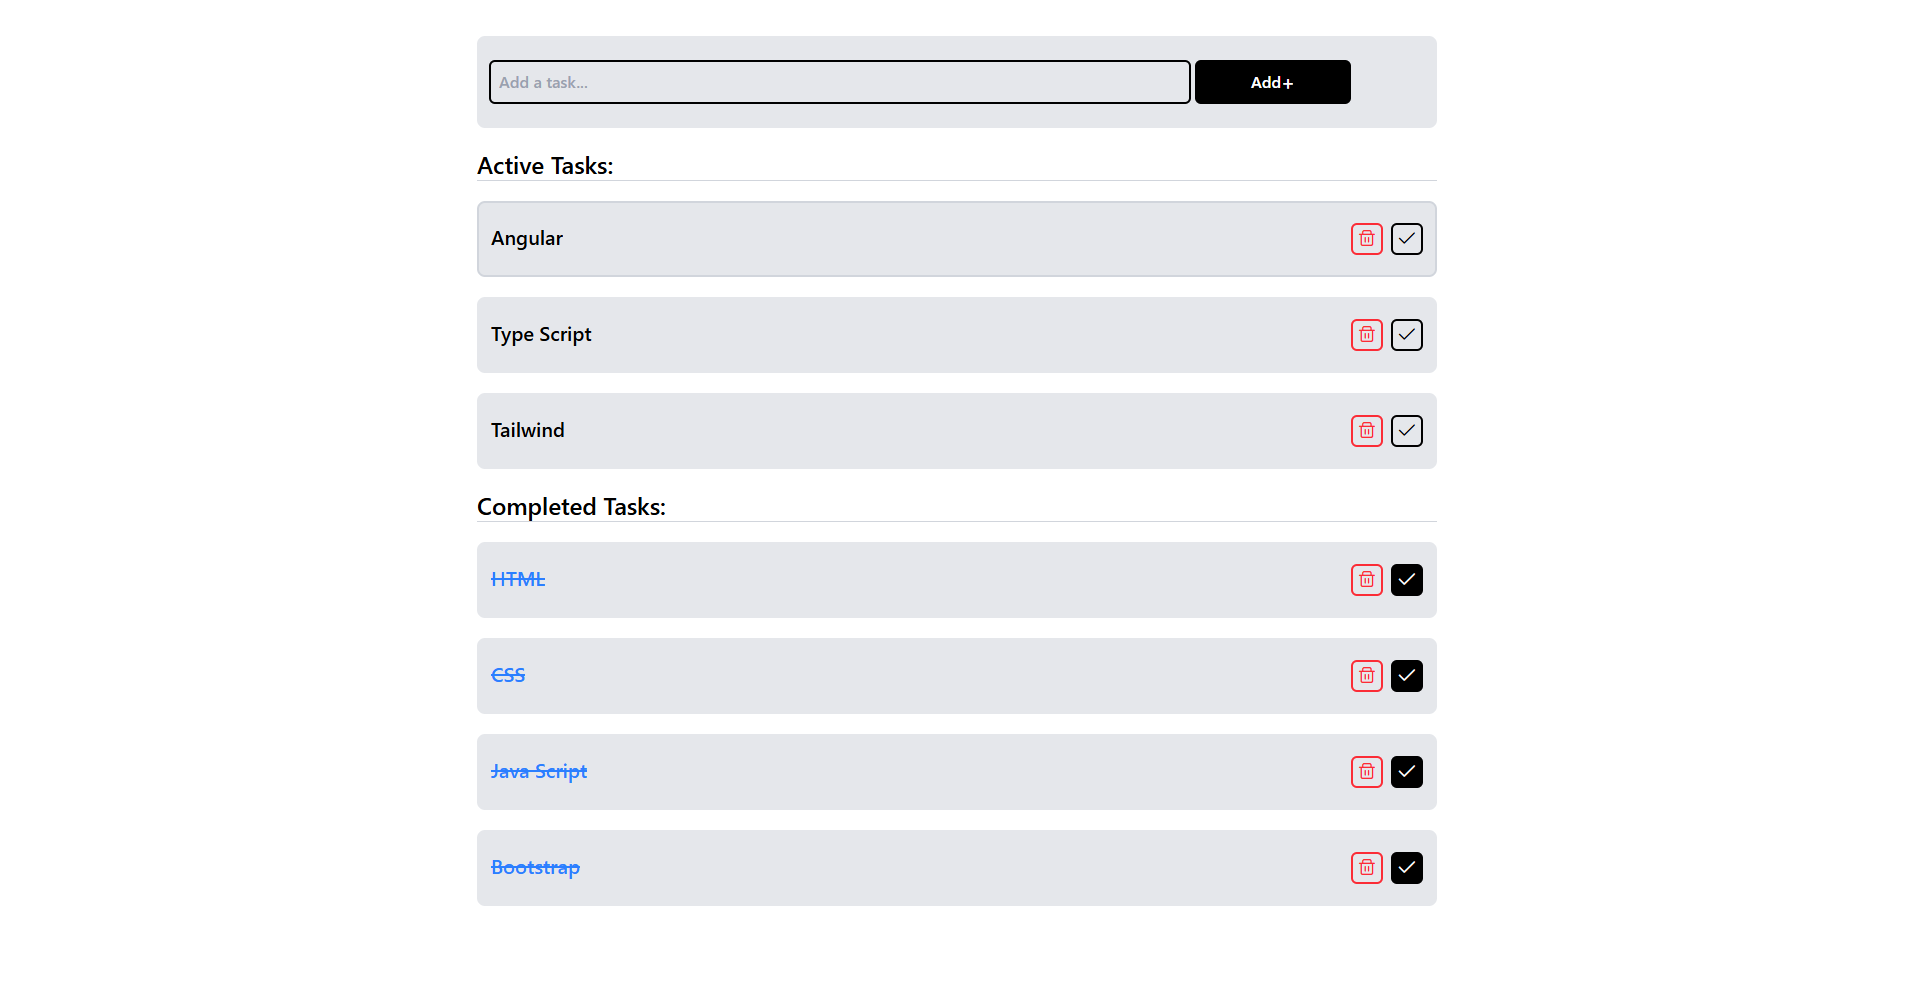 Add a task...
Add+
Active Tasks:
Angular
Type Script
Tailwind
Completed Tasks:
HTML
CSS
Java Script
Bootstrap